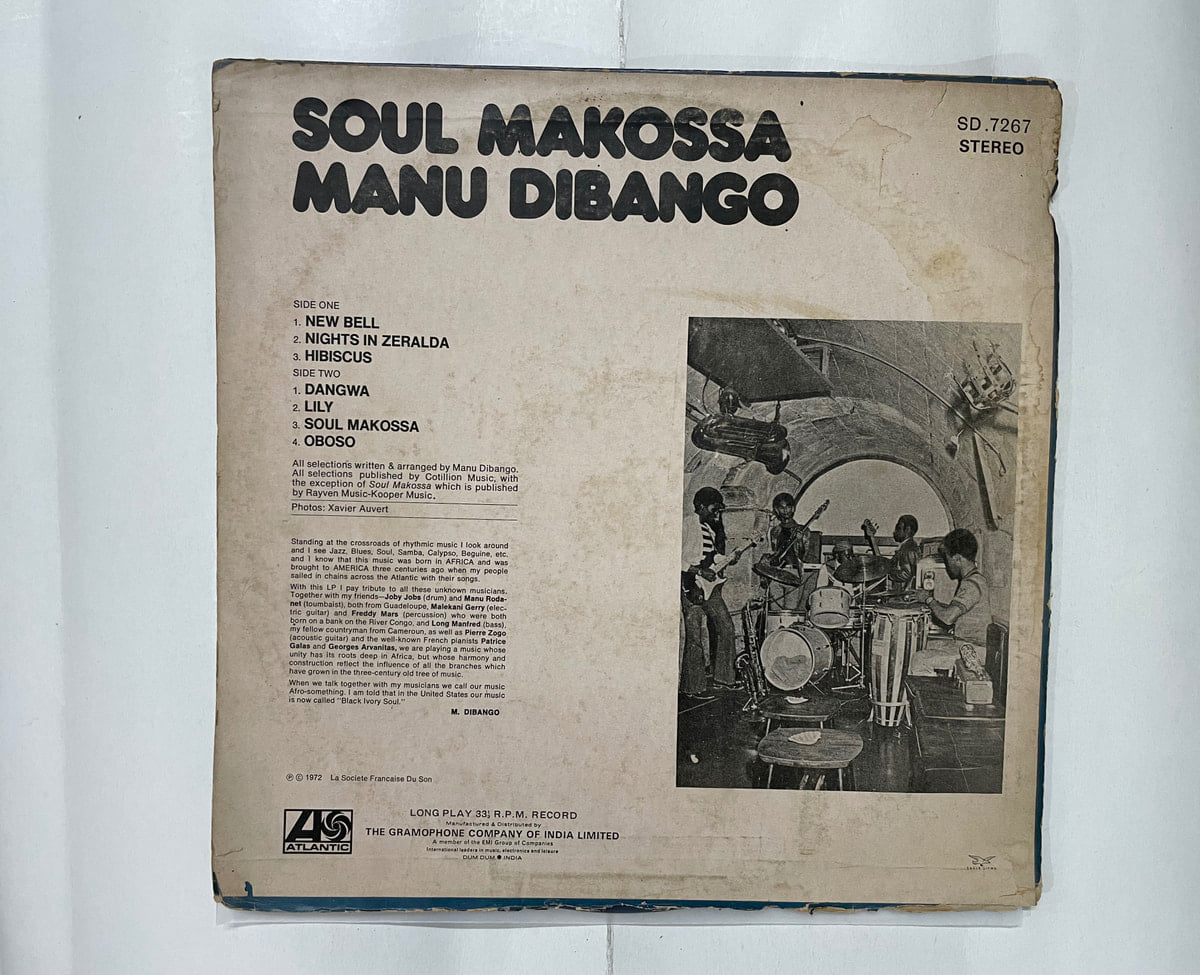 SOUL MAKOSSA
MANU DIBANGO
SD.7267
STEREO
SIDE ONE
1. NEW BELL
2. NIGHTS IN ZERALDA
3. HIBISCUS
SIDE TWO
1. DANGWA
2. LILY
3. SOUL MAKOSSA
4. OBOSO
All selections written & arranged by Manu Dibango.
All selections published by Cotillion Music, with
the exception of Soul Makossa which is published
by Rayven Music-Kooper Music.
Photos: Xavier Auvert
Standing at the crossroads of rhythmic music I look around
and I see Jazz, Blues, Soul, Samba, Calypso, Beguine, etc.
and I know that this music was born in AFRICA and was
brought to AMERICA three centuries ago when my people
sailed in chains across the Atlantic with their songs.
With this LP I pay tribute to all these unknown musicians.
Together with my friends—Joby Jobs (drum) and Manu Roda-
net (toumbaist), both from Guadeloupe, Malekani Gerry (elec-
tric guitar) and Freddy Mars (percussion) who were both
born on a bank on the River Congo, and Long Manfred (bass),
my fellow countryman from Cameroun, as well as Pierre Zogo
(acoustic guitar) and the well-known French pianists Patrice
Galas and Georges Arvanitas, we are playing a music whose
unity has its roots deep in Africa, but whose harmony and
construction reflect the influence of all the branches which
have grown in the three-century old tree of music.
When we talk together with my musicians we call our music
Afro-something. I am told that in the United States our music
is now called "Black Ivory Soul."
M. DIBANGO
℗ © 1972 La Societe Francaise Du Son
ATLANTIC
LONG PLAY 33⅓ R.P.M. RECORD
Manufactured & Distributed by
THE GRAMOPHONE COMPANY OF INDIA LIMITED
A member of the EMI Group of Companies
International leaders in music, electronics and leisure
DUM DUM ● INDIA